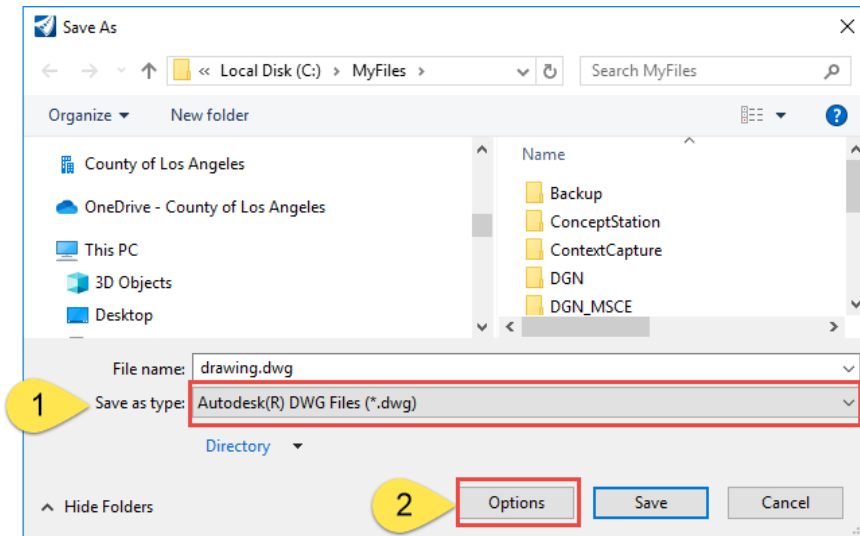 Save As
« Local Disk (C:) > MyFiles >
Search MyFiles
Organize
New folder
?
County of Los Angeles
OneDrive - County of Los Angeles
This PC
3D Objects
Desktop
Name
Backup
ConceptStation
ContextCapture
DGN
DGN_MSCE
File name: drawing.dwg
1
Save as type: Autodesk(R) DWG Files (*.dwg)
Directory
Hide Folders
2
Options
Save
Cancel